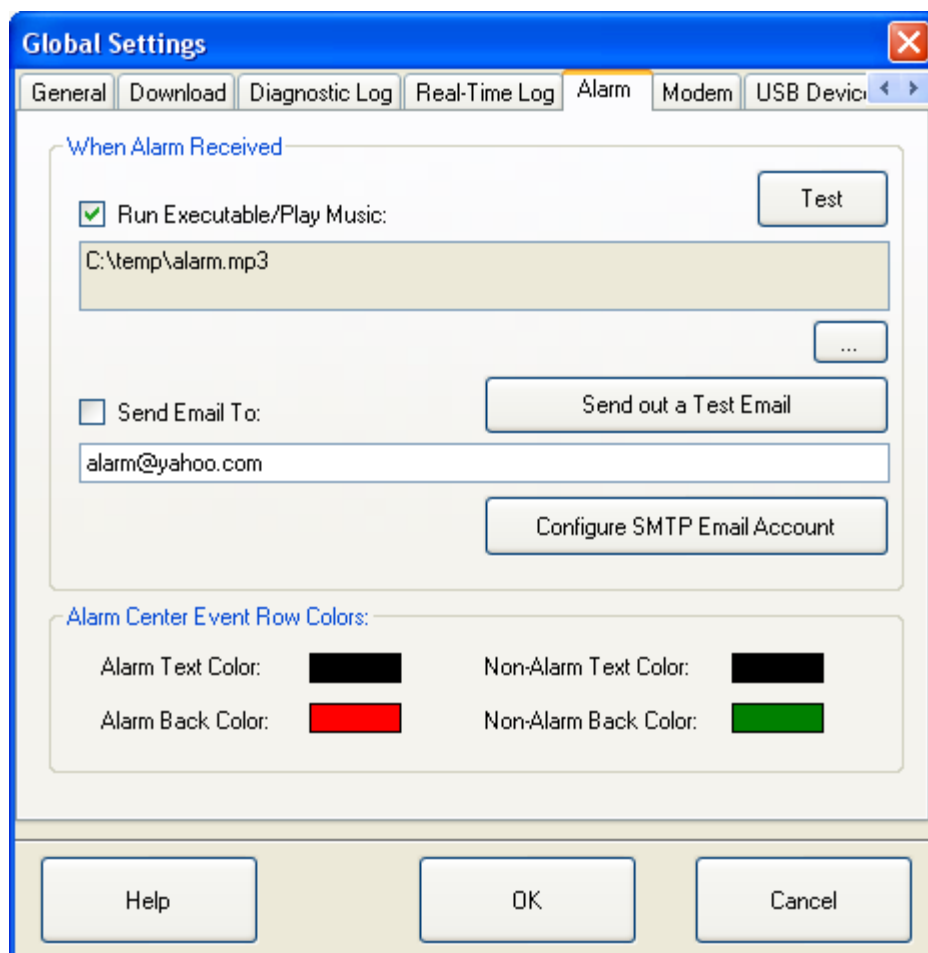 Global Settings
General Download Diagnostic Log Real-Time Log Alarm Modem USB Devic
When Alarm Received
Test
Run Executable/Play Music:
C:\temp\alarm.mp3
...
Send Email To:
Send out a Test Email
alarm@yahoo.com
Configure SMTP Email Account
Alarm Center Event Row Colors:
Alarm Text Color: Non-Alarm Text Color:
Alarm Back Color: Non-Alarm Back Color:
Help OK Cancel